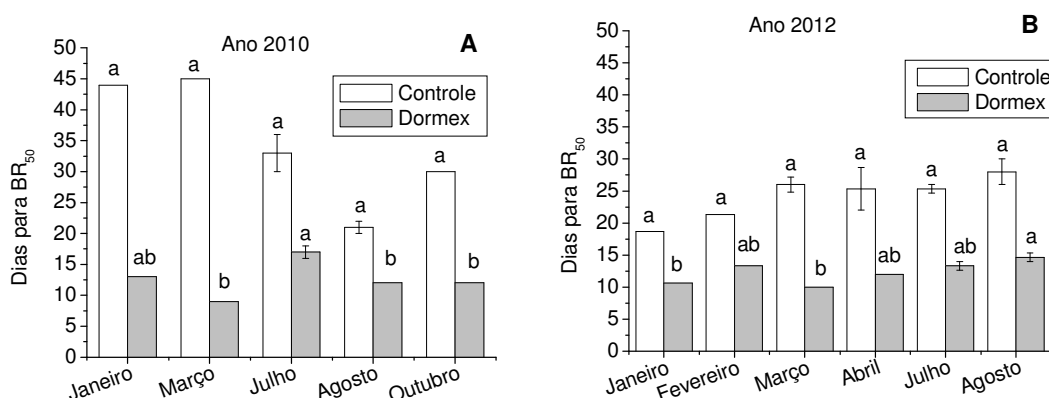 Ano 2010
A
Controle
Dormex
Dias para BR50
50
45
40
35
30
25
20
15
10
5
0
a
a
a
a
a
ab
b
a
b
b
Janeiro
Março
Julho
Agosto
Outubro
Ano 2012
B
Controle
Dormex
Dias para BR50
50
45
40
35
30
25
20
15
10
5
0
a
a
a
a
a
a
b
ab
b
ab
ab
a
Janeiro
Fevereiro
Março
Abril
Julho
Agosto